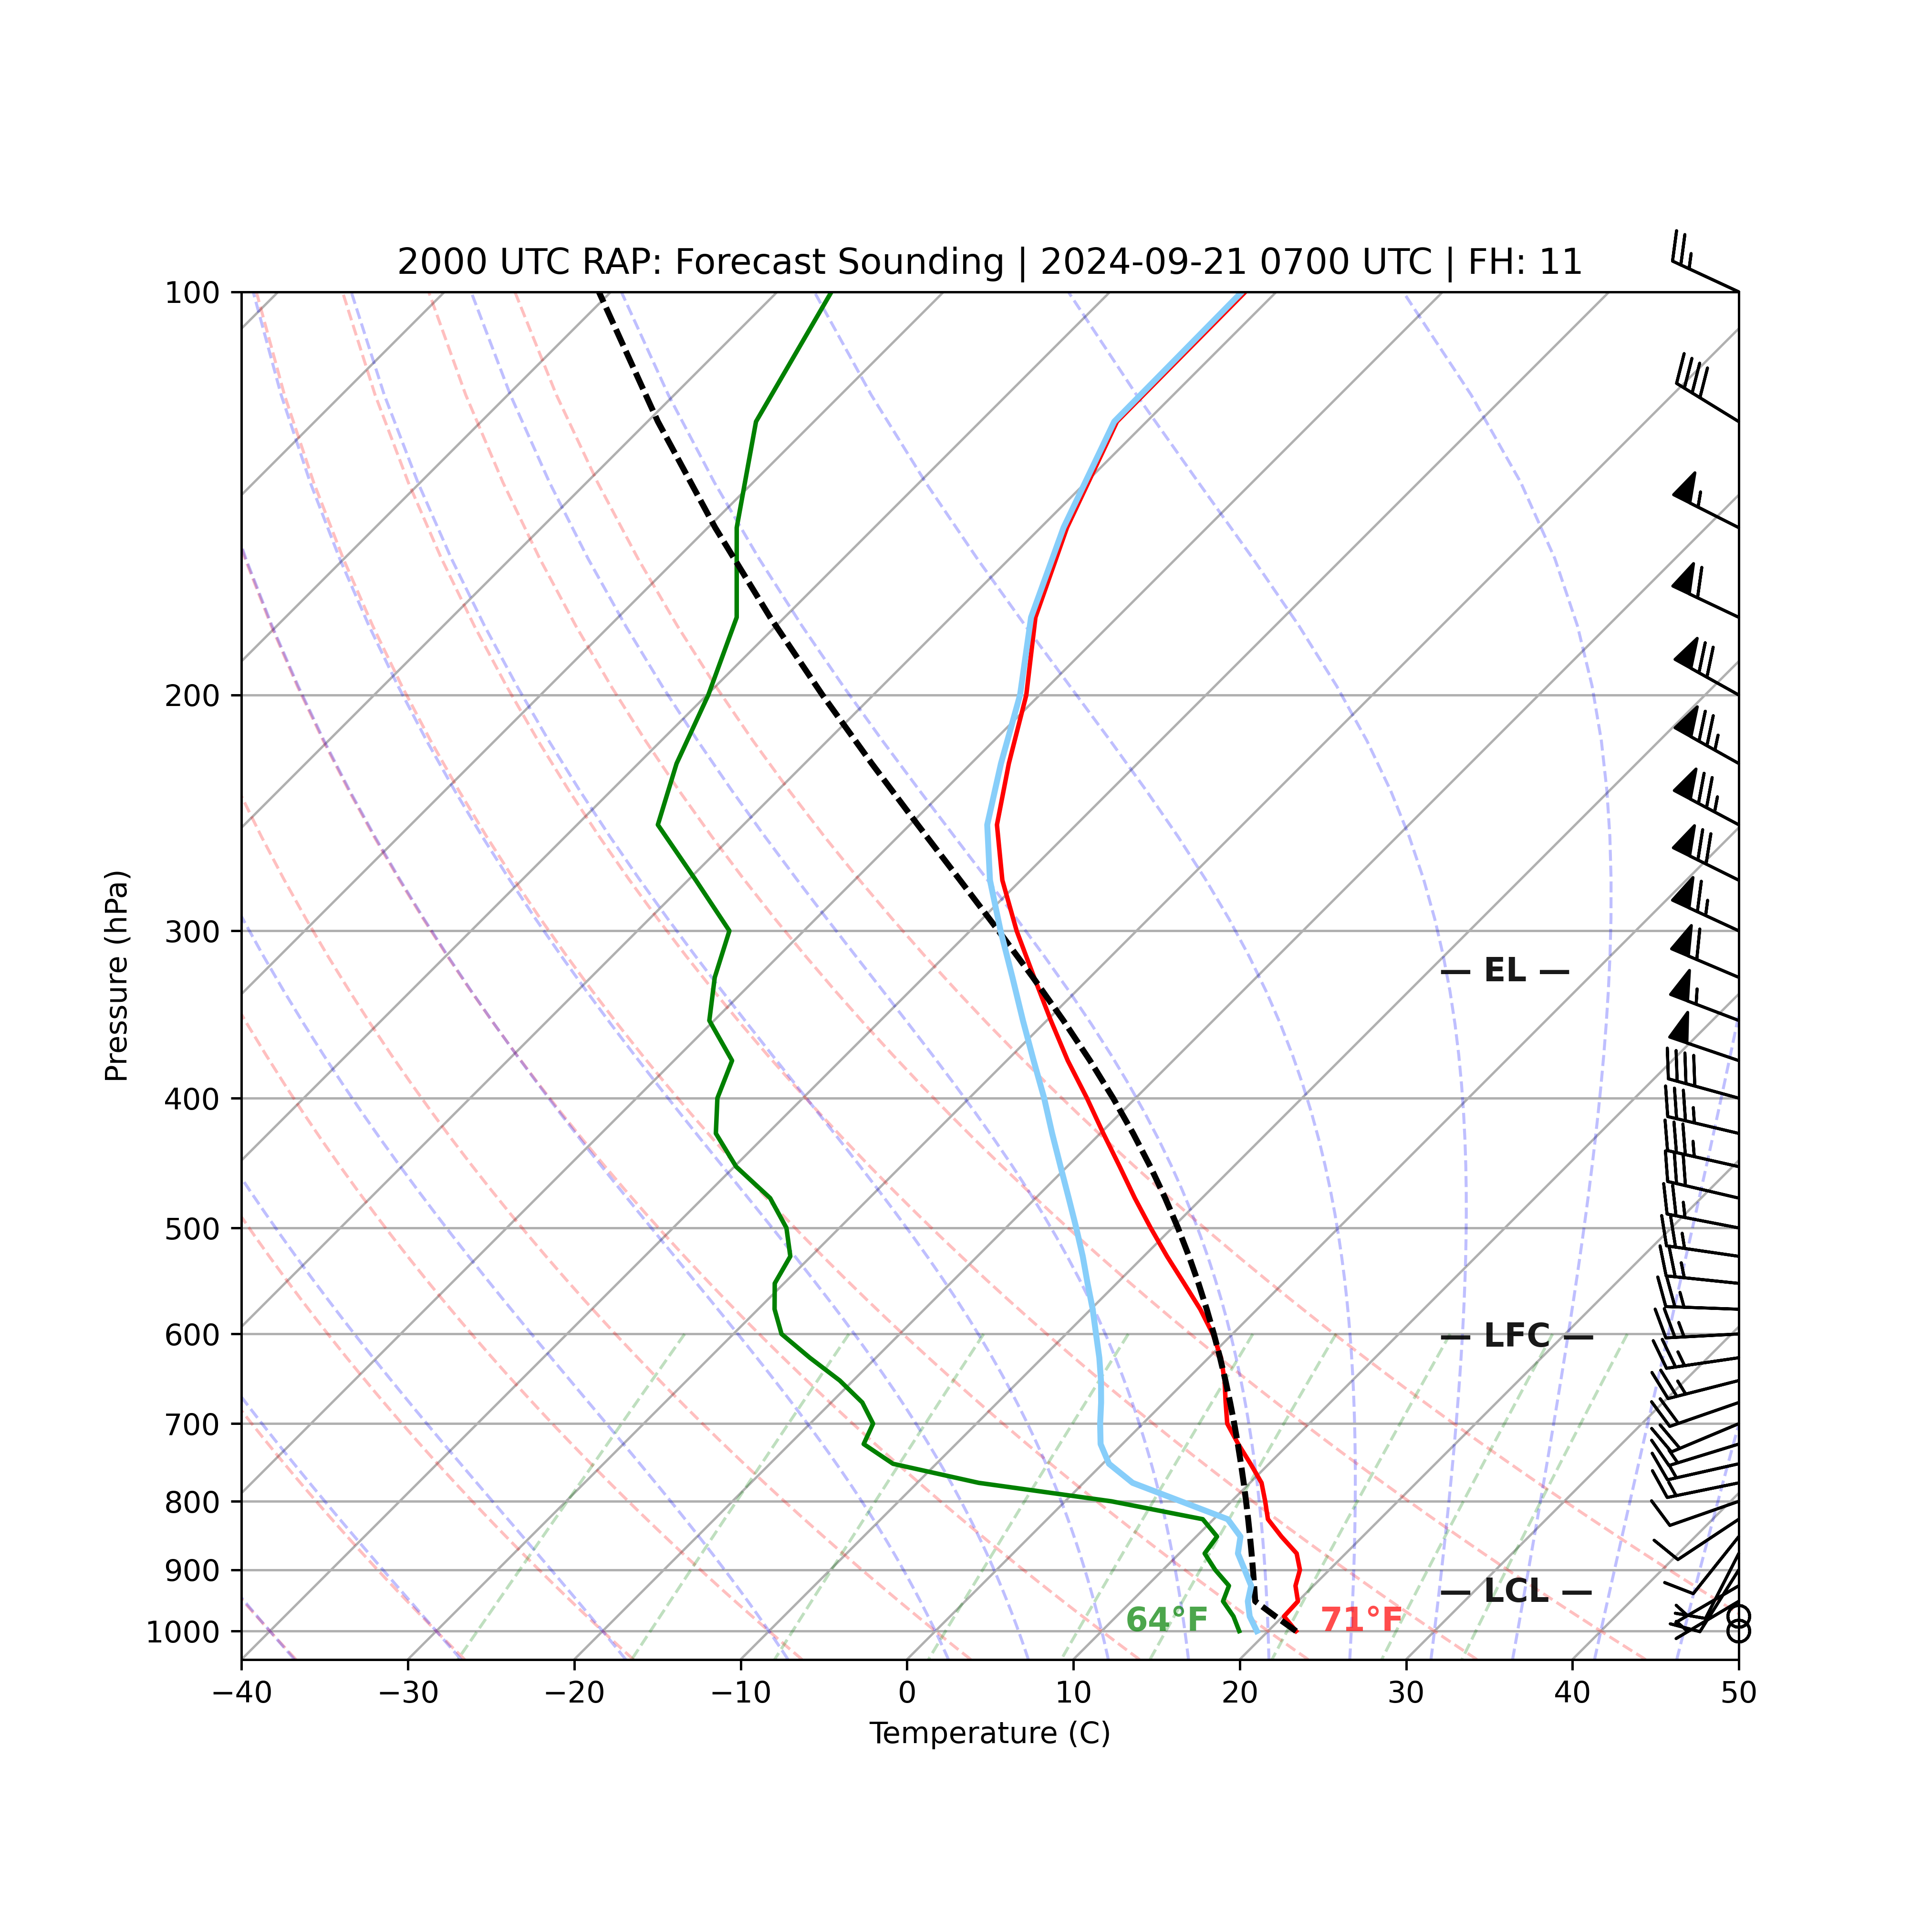 2000 UTC RAP: Forecast Sounding | 2024-09-21 0700 UTC | FH: 11
100
200
300
400
500
600
700
800
900
1000
Pressure (hPa)
— EL —
— LFC —
— LCL —
64°F
71°F
−40 −30 −20 −10 0 10 20 30 40 50
Temperature (C)